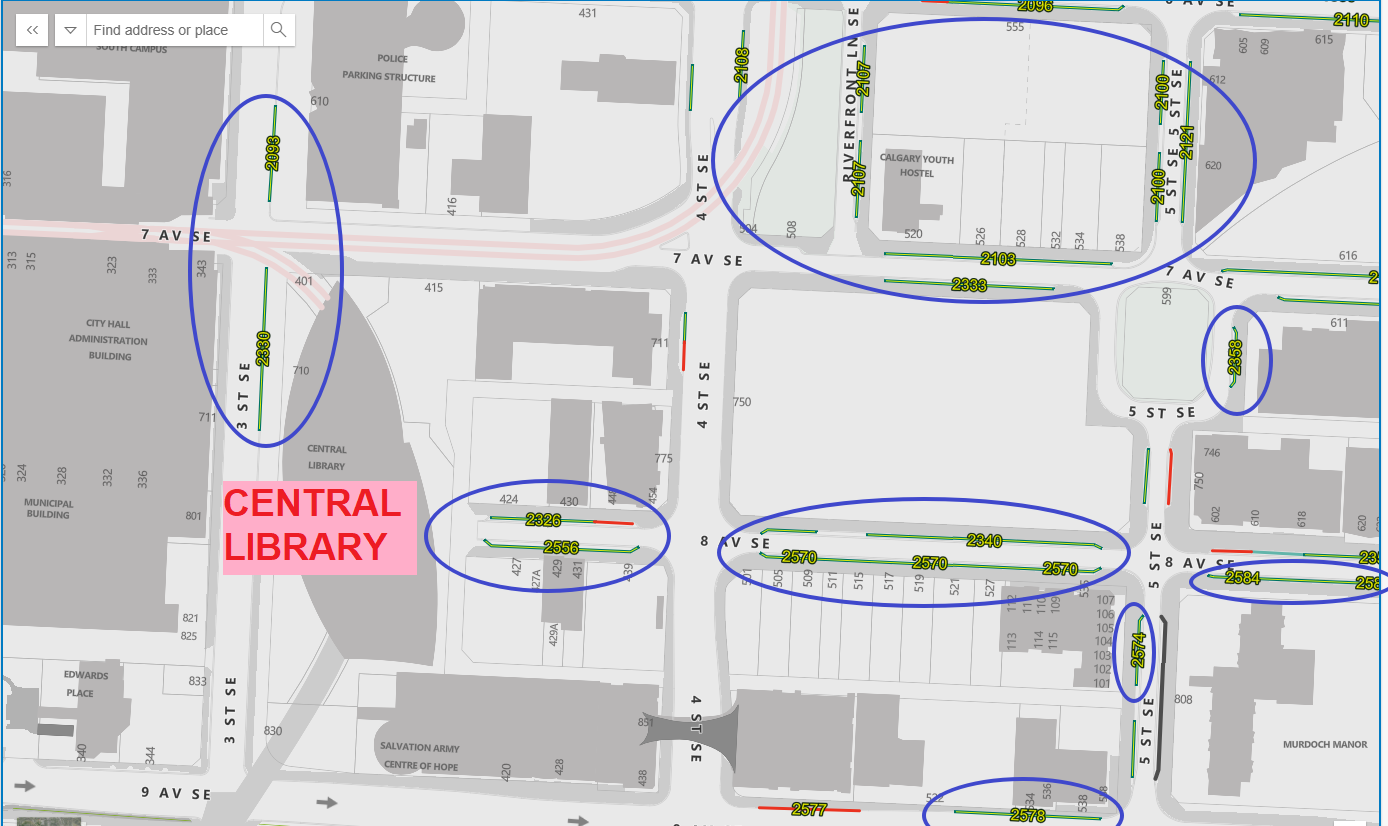 Find address or place
SOUTH CAMPUS
431
POLICE
PARKING STRUCTURE
610
316
2108
2096
555
2107
RIVERFRONT LN SE
2107
2100
5 ST SE
2100
5 ST SE
2121
2110
605
609
615
612
620
CALGARY YOUTH
HOSTEL
2093
416
4 ST SE
504
508
520
526
528
532
534
538
7 AV SE
7 AV SE
7 AV SE
2103
2333
616
313
315
323
333
343
401
415
599
611
CITY HALL
ADMINISTRATION
BUILDING
2330
3 ST SE
710
711
711
4 ST SE
750
2358
5 ST SE
CENTRAL
LIBRARY
775
746
750
324
328
332
336
MUNICIPAL
BUILDING
801
CENTRAL
LIBRARY
424
430
454
2326
2556
427
27A
429
431
439
8 AV SE
2340
2570
2570
2570
501
505
509
511
515
517
519
521
527
535
5 ST SE
602
610
618
620
8 AV SE
2584
112
110
109
113
114
115
107
106
105
104
103
102
101
2574
821
825
429A
EDWARDS
PLACE
833
3 ST SE
830
340
344
4 ST SE
851
SALVATION ARMY
CENTRE OF HOPE
420
428
438
5 ST SE
808
MURDOCH MANOR
9 AV SE
2577
522
534
536
538
2578